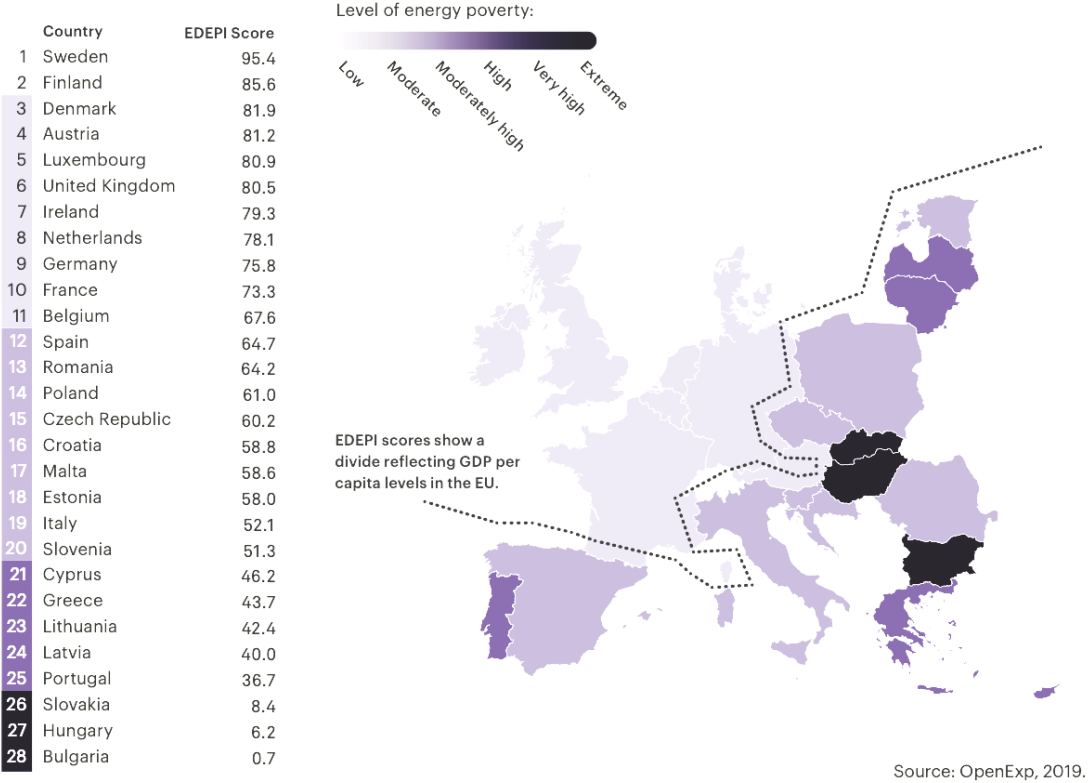 Level of energy poverty:
Low
Moderate
Moderately high
High
Very high
Extreme
Country EDEPI Score
1 Sweden 95.4
2 Finland 85.6
3 Denmark 81.9
4 Austria 81.2
5 Luxembourg 80.9
6 United Kingdom 80.5
7 Ireland 79.3
8 Netherlands 78.1
9 Germany 75.8
10 France 73.3
11 Belgium 67.6
12 Spain 64.7
13 Romania 64.2
14 Poland 61.0
15 Czech Republic 60.2
16 Croatia 58.8
17 Malta 58.6
18 Estonia 58.0
19 Italy 52.1
20 Slovenia 51.3
21 Cyprus 46.2
22 Greece 43.7
23 Lithuania 42.4
24 Latvia 40.0
25 Portugal 36.7
26 Slovakia 8.4
27 Hungary 6.2
28 Bulgaria 0.7
EDEPI scores show a
divide reflecting GDP per
capita levels in the EU.
Source: OpenExp, 2019.